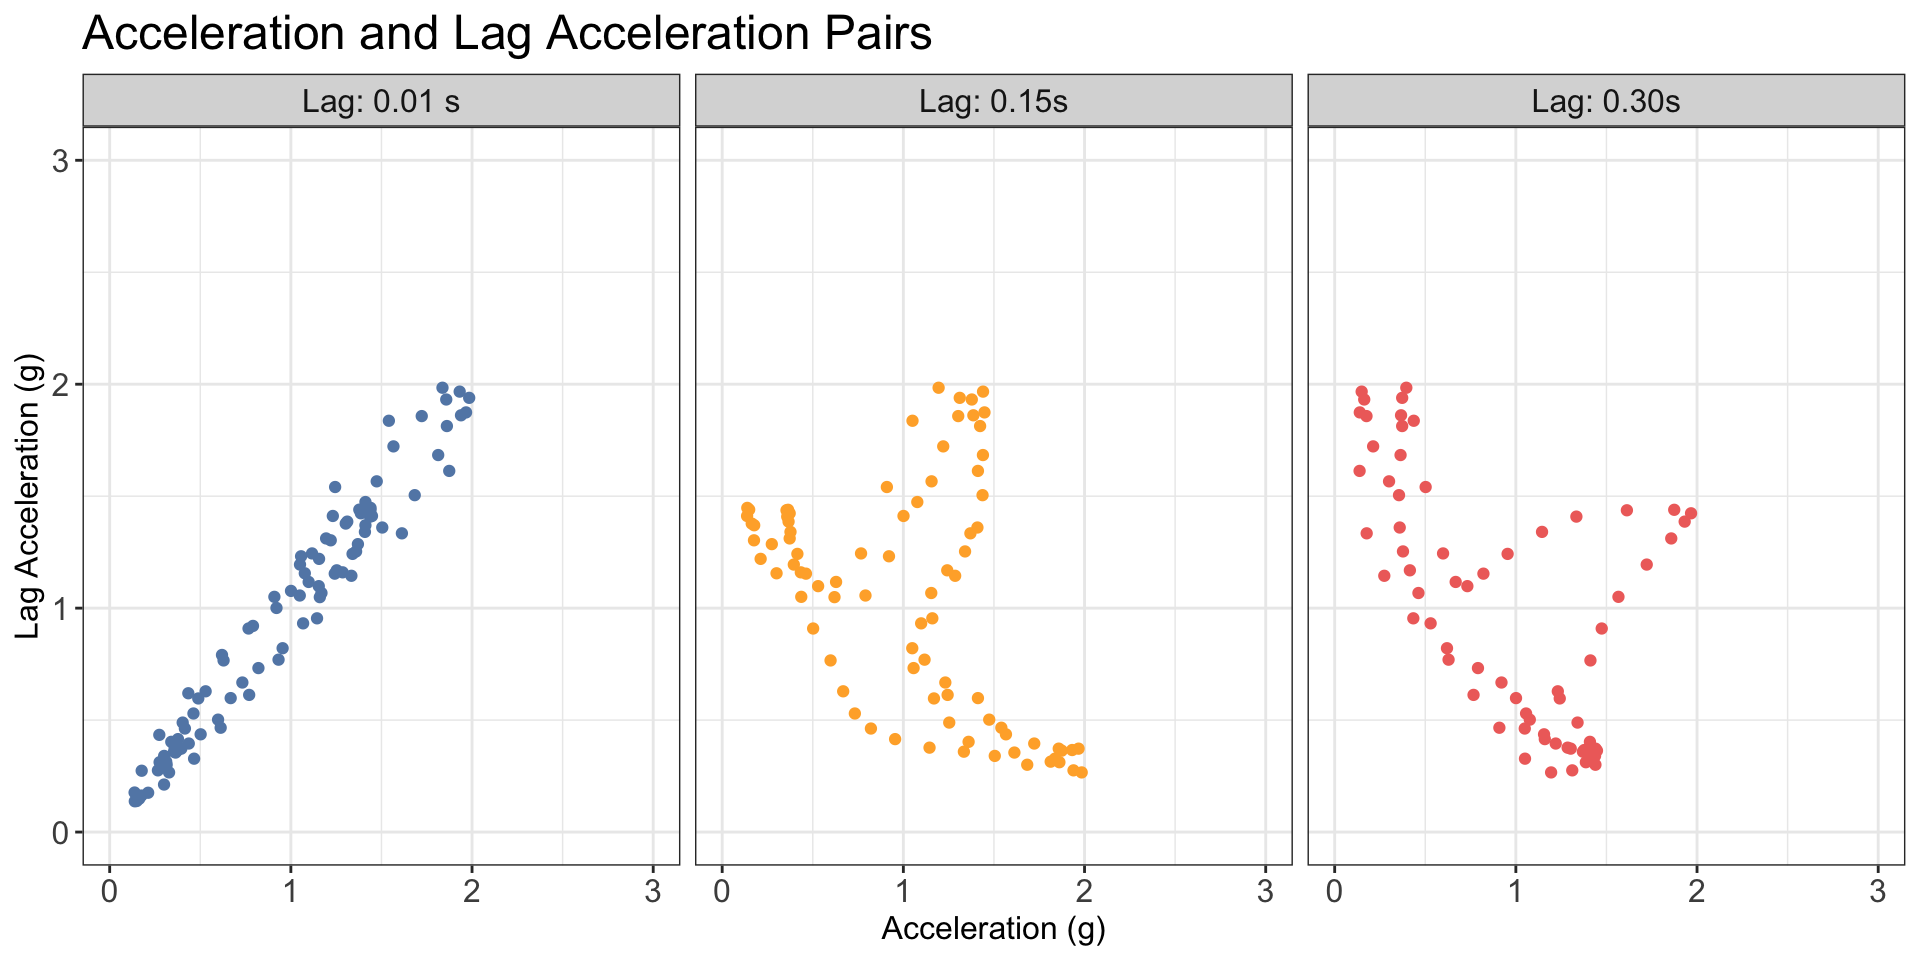 Acceleration and Lag Acceleration Pairs
Lag: 0.01 s
Lag: 0.15s
Lag: 0.30s
Lag Acceleration (g)
3
2
1
0
0 1 2 3
0 1 2 3
0 1 2 3
Acceleration (g)